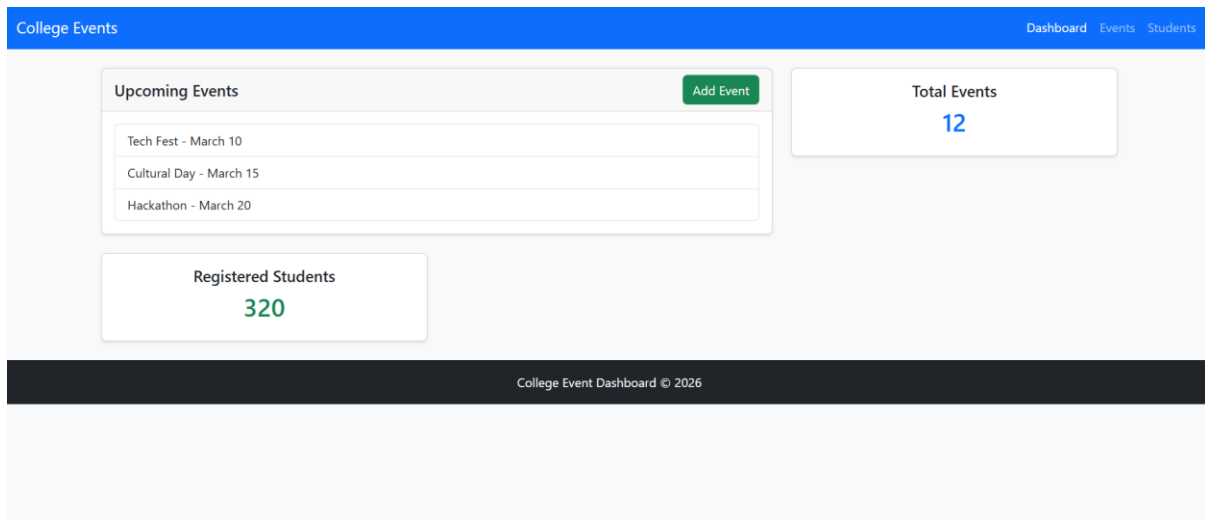 College Events
Dashboard Events Students
Upcoming Events
Add Event
Tech Fest - March 10
Cultural Day - March 15
Hackathon - March 20
Total Events
12
Registered Students
320
College Event Dashboard © 2026